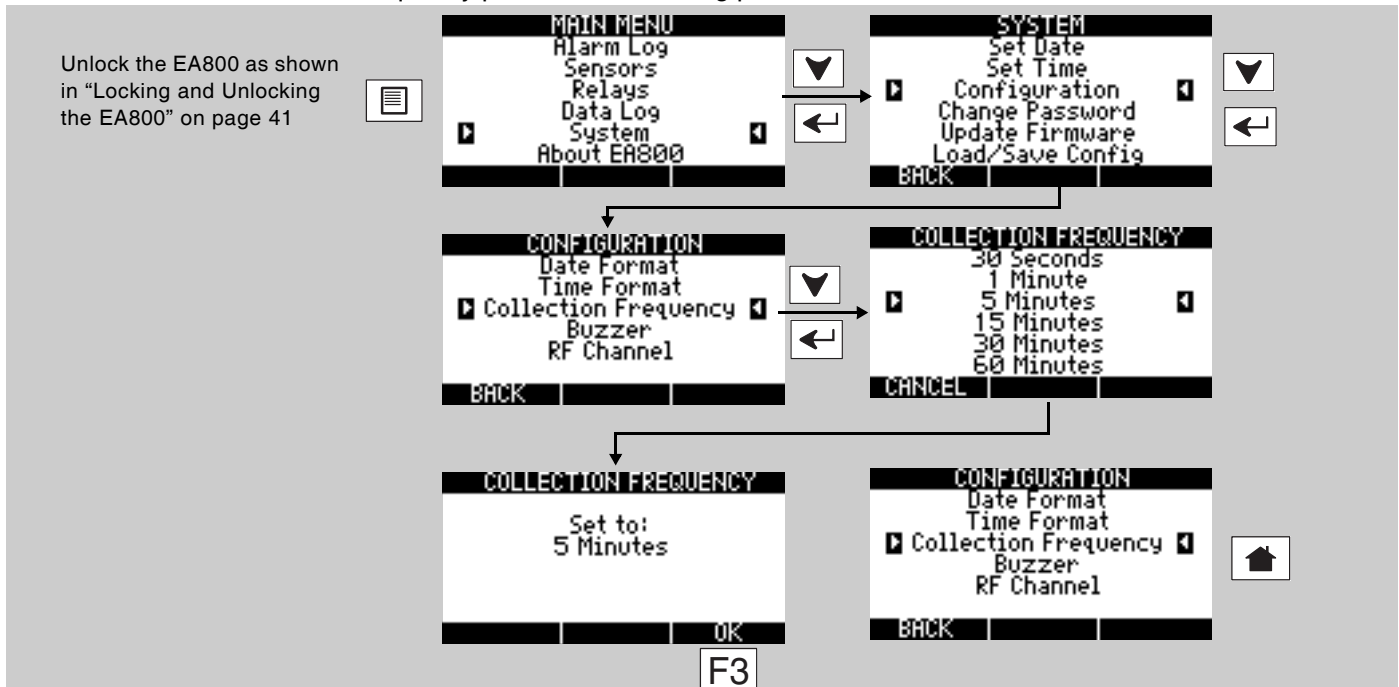 Unlock the EA800 as shown
in “Locking and Unlocking
the EA800” on page 41
MAIN MENU
Alarm Log
Sensors
Relays
Data Log
System
About EA800
SYSTEM
Set Date
Set Time
Configuration
Change Password
Update Firmware
Load/Save Config
BACK
CONFIGURATION
Date Format
Time Format
Collection Frequency
Buzzer
RF Channel
BACK
COLLECTION FREQUENCY
30 Seconds
1 Minute
5 Minutes
15 Minutes
30 Minutes
60 Minutes
CANCEL
COLLECTION FREQUENCY
Set to:
5 Minutes
OK
F3
CONFIGURATION
Date Format
Time Format
Collection Frequency
Buzzer
RF Channel
BACK